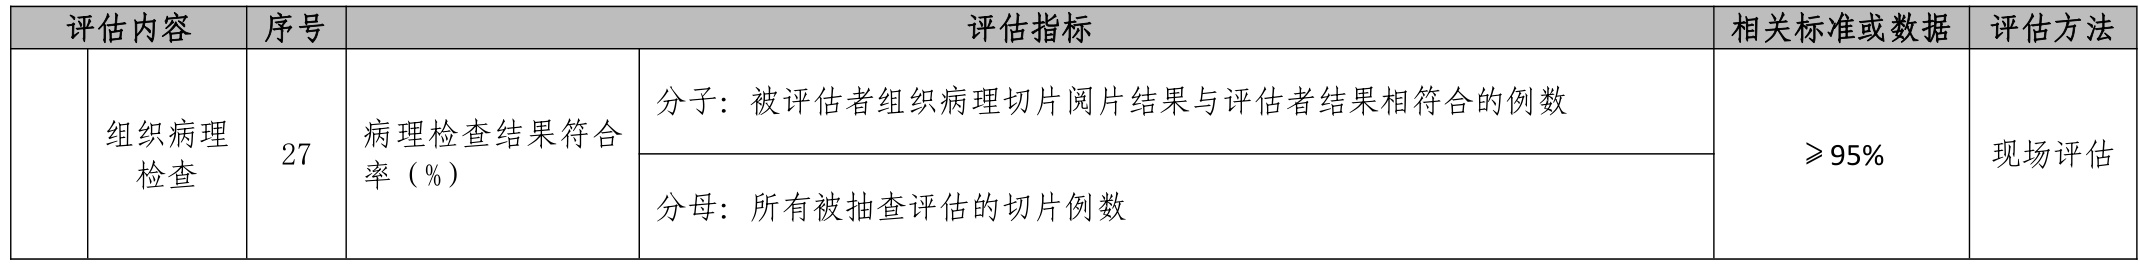 评估内容 序号 评估指标 相关标准或数据 评估方法
组织病理
检查
27
病理检查结果符合
率（%）
分子：被评估者组织病理切片阅片结果与评估者结果相符合的例数
分母：所有被抽查评估的切片例数
≥95%
现场评估